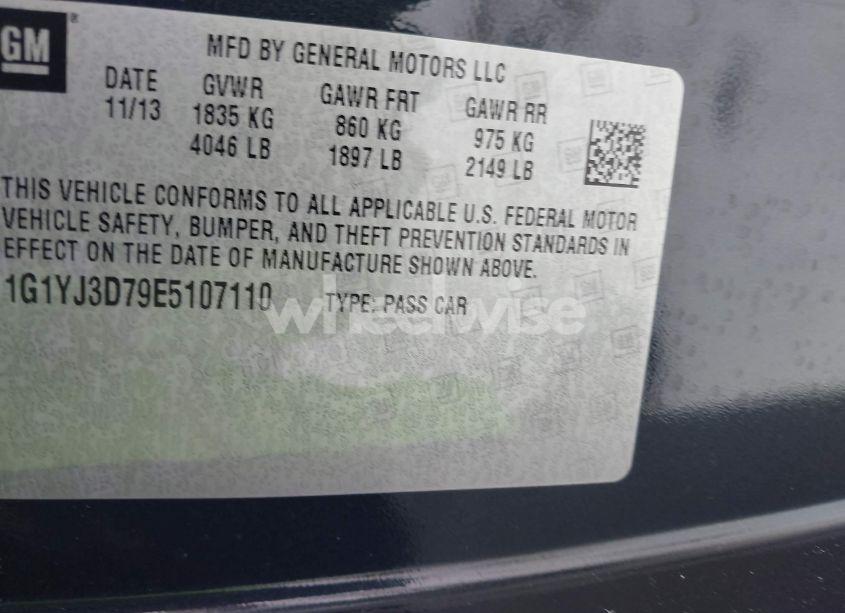 GM
MFD BY GENERAL MOTORS LLC
DATE GVWR GAWR FRT GAWR RR
11/13 1835 KG 860 KG 975 KG
4046 LB 1897 LB 2149 LB
THIS VEHICLE CONFORMS TO ALL APPLICABLE U.S. FEDERAL MOTOR
VEHICLE SAFETY, BUMPER, AND THEFT PREVENTION STANDARDS IN
EFFECT ON THE DATE OF MANUFACTURE SHOWN ABOVE.
1G1YJ3D79E5107110 TYPE: PASS CAR
wheelwise